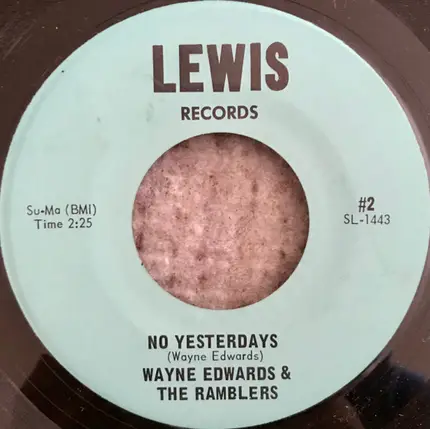 LEWIS
RECORDS
Su-Ma (BMI)
Time 2:25
#2
SL-1443
NO YESTERDAYS
(Wayne Edwards)
WAYNE EDWARDS &
THE RAMBLERS